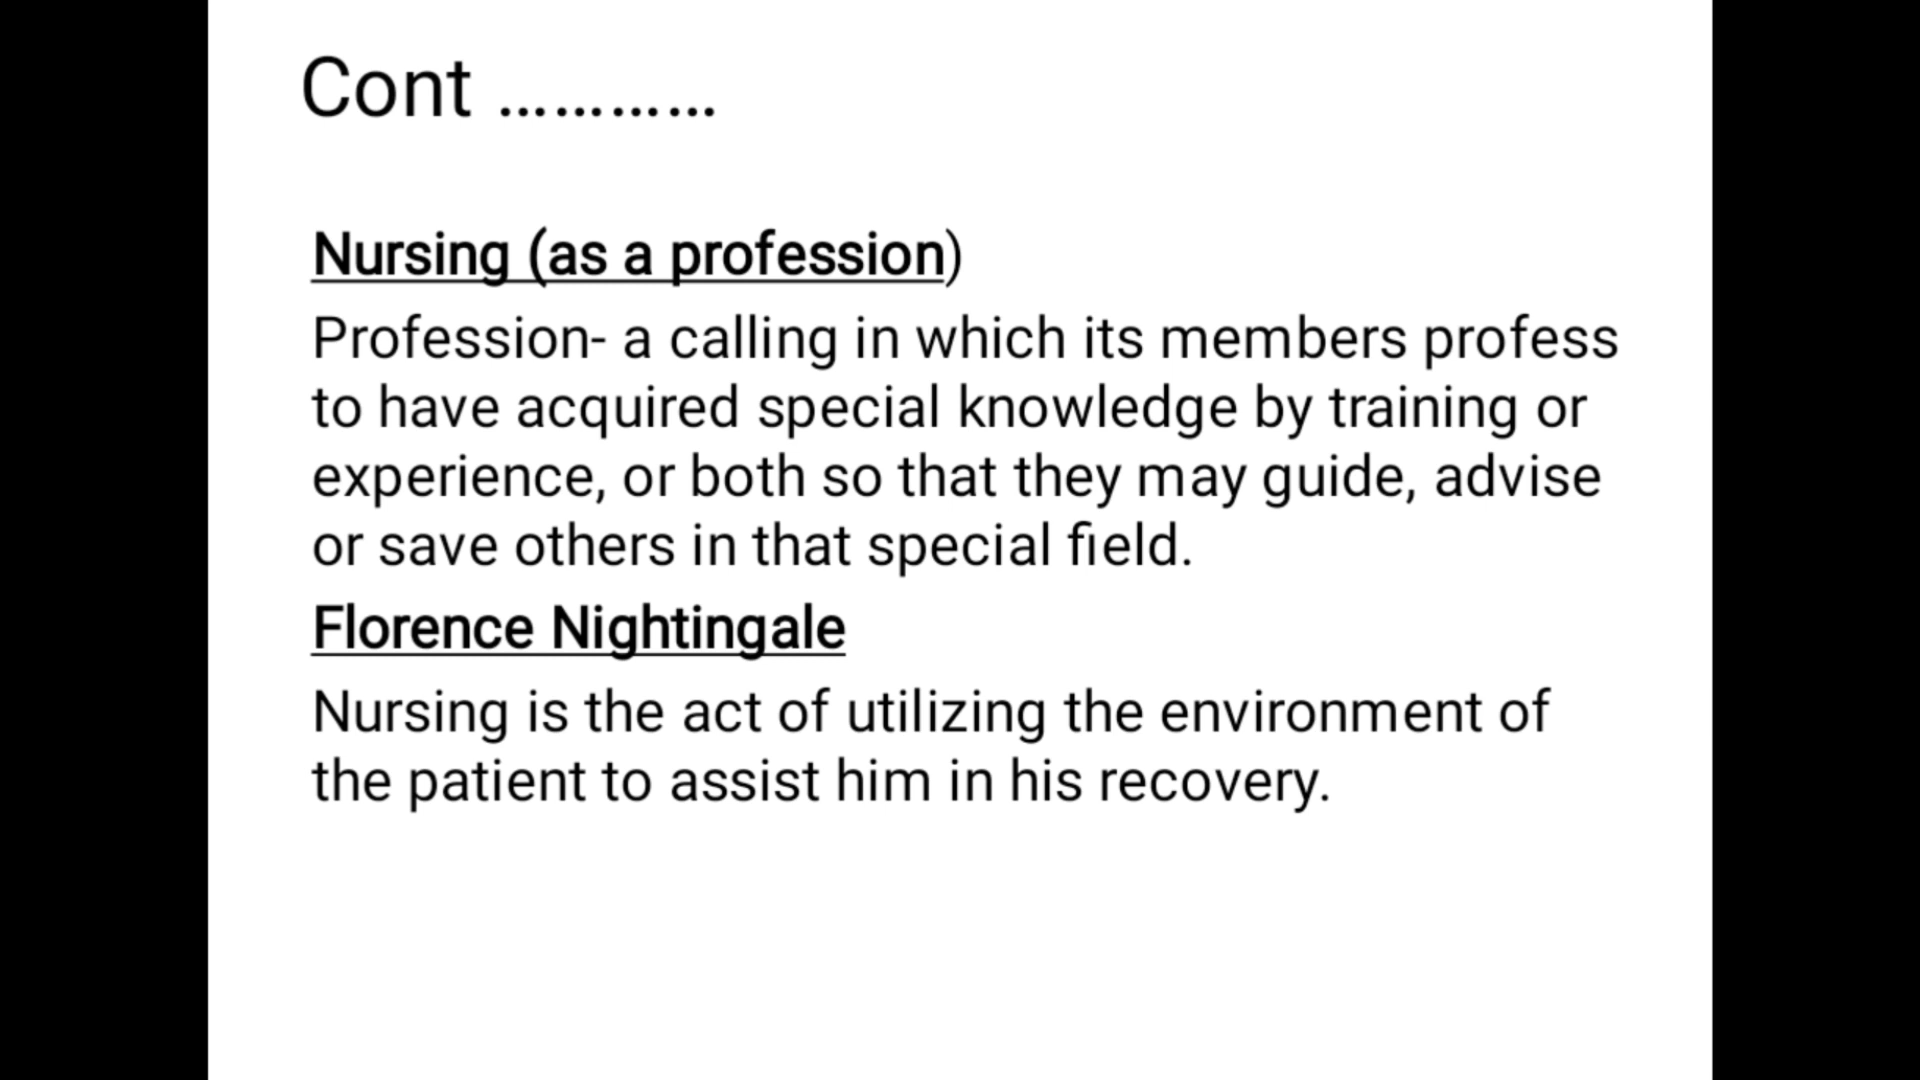 Cont …………
Nursing (as a profession)
Profession- a calling in which its members profess
to have acquired special knowledge by training or
experience, or both so that they may guide, advise
or save others in that special field.
Florence Nightingale
Nursing is the act of utilizing the environment of
the patient to assist him in his recovery.